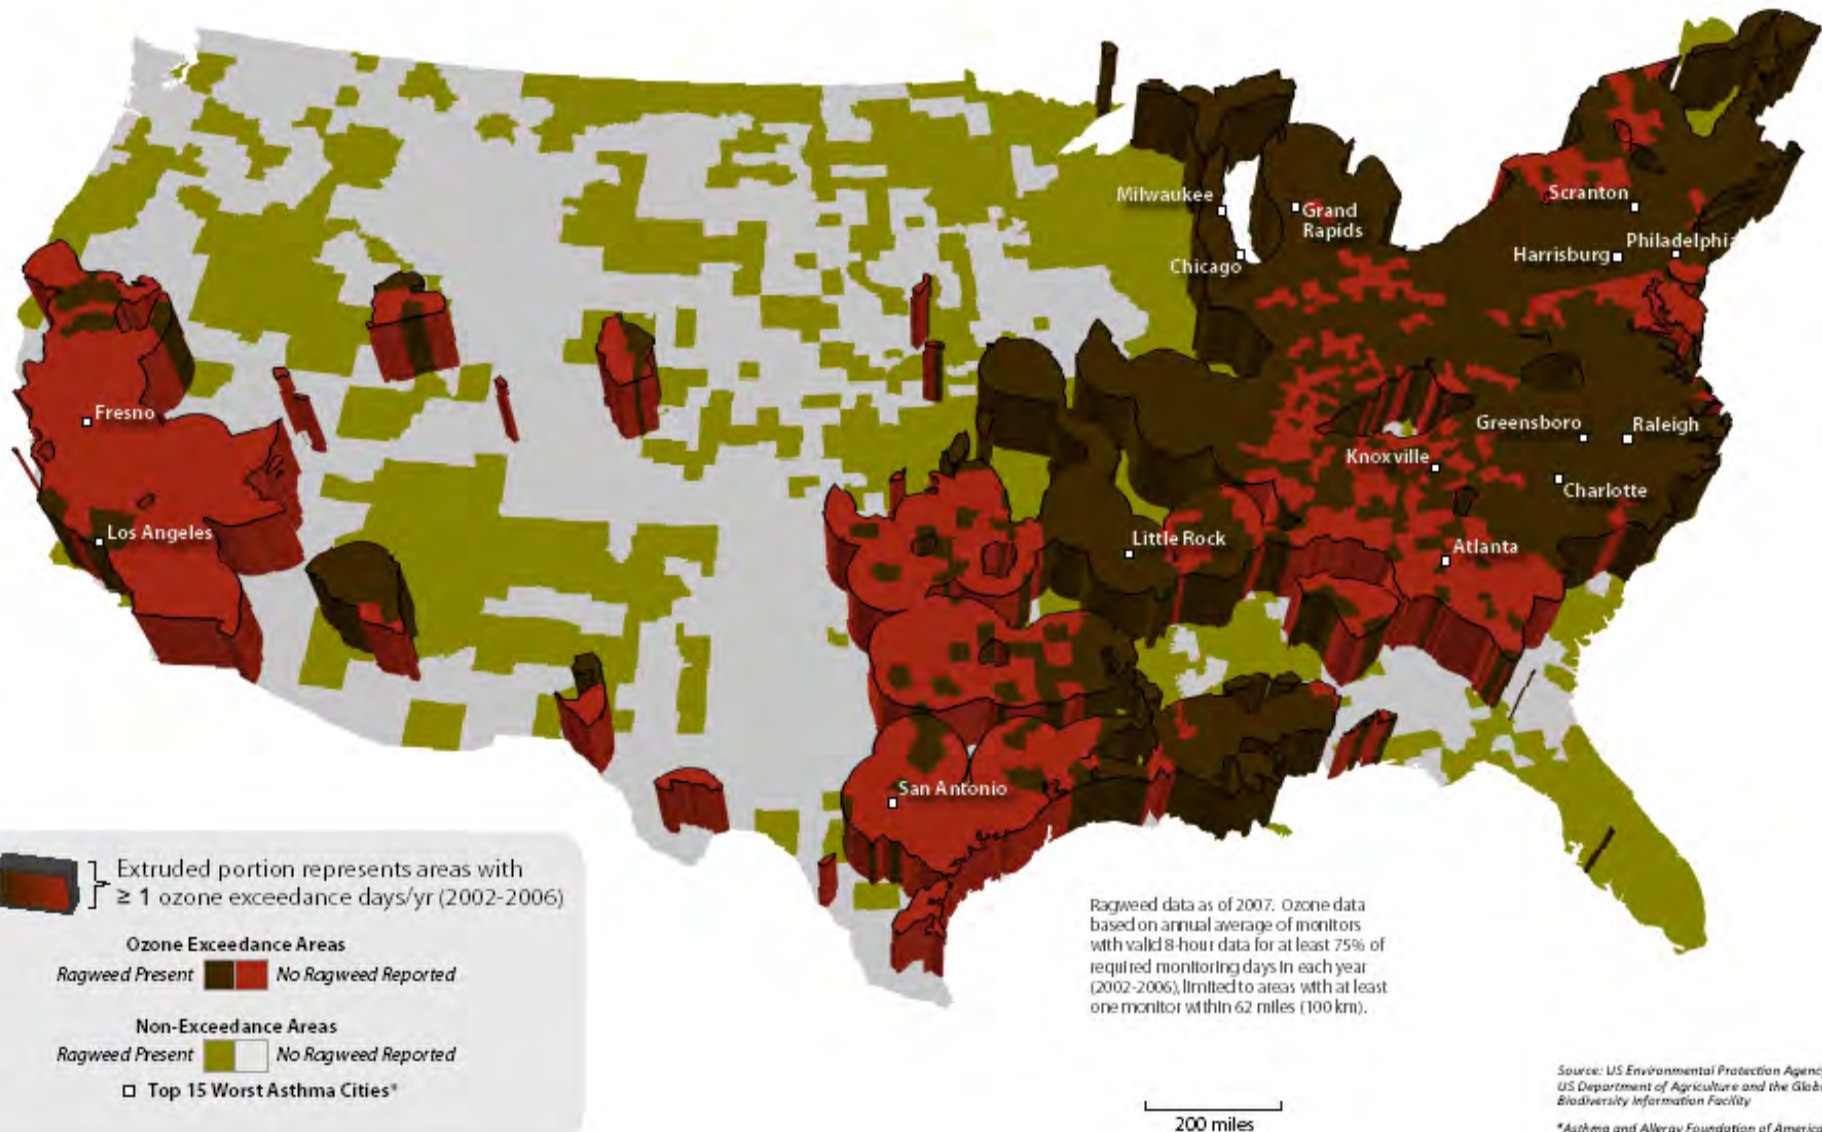 Milwaukee
Grand
Rapids
Chicago
Scranton
Philadelphia
Harrisburg
Fresno
Greensboro
Raleigh
Knoxville
Charlotte
Los Angeles
Little Rock
Atlanta
San Antonio
Extruded portion represents areas with
≥ 1 ozone exceedance days/yr (2002-2006)
Ozone Exceedance Areas
Ragweed Present No Ragweed Reported
Non-Exceedance Areas
Ragweed Present No Ragweed Reported
Top 15 Worst Asthma Cities*
Ragweed data as of 2007. Ozone data
based on annual average of monitors
with valid 8-hour data for at least 75% of
required monitoring days in each year
(2002-2006), limited to areas with at least
one monitor within 62 miles (100 km).
200 miles
Source: US Environmental Protection Agency
US Department of Agriculture and the Global
Biodiversity Information Facility
*Asthma and Allergy Foundation of America